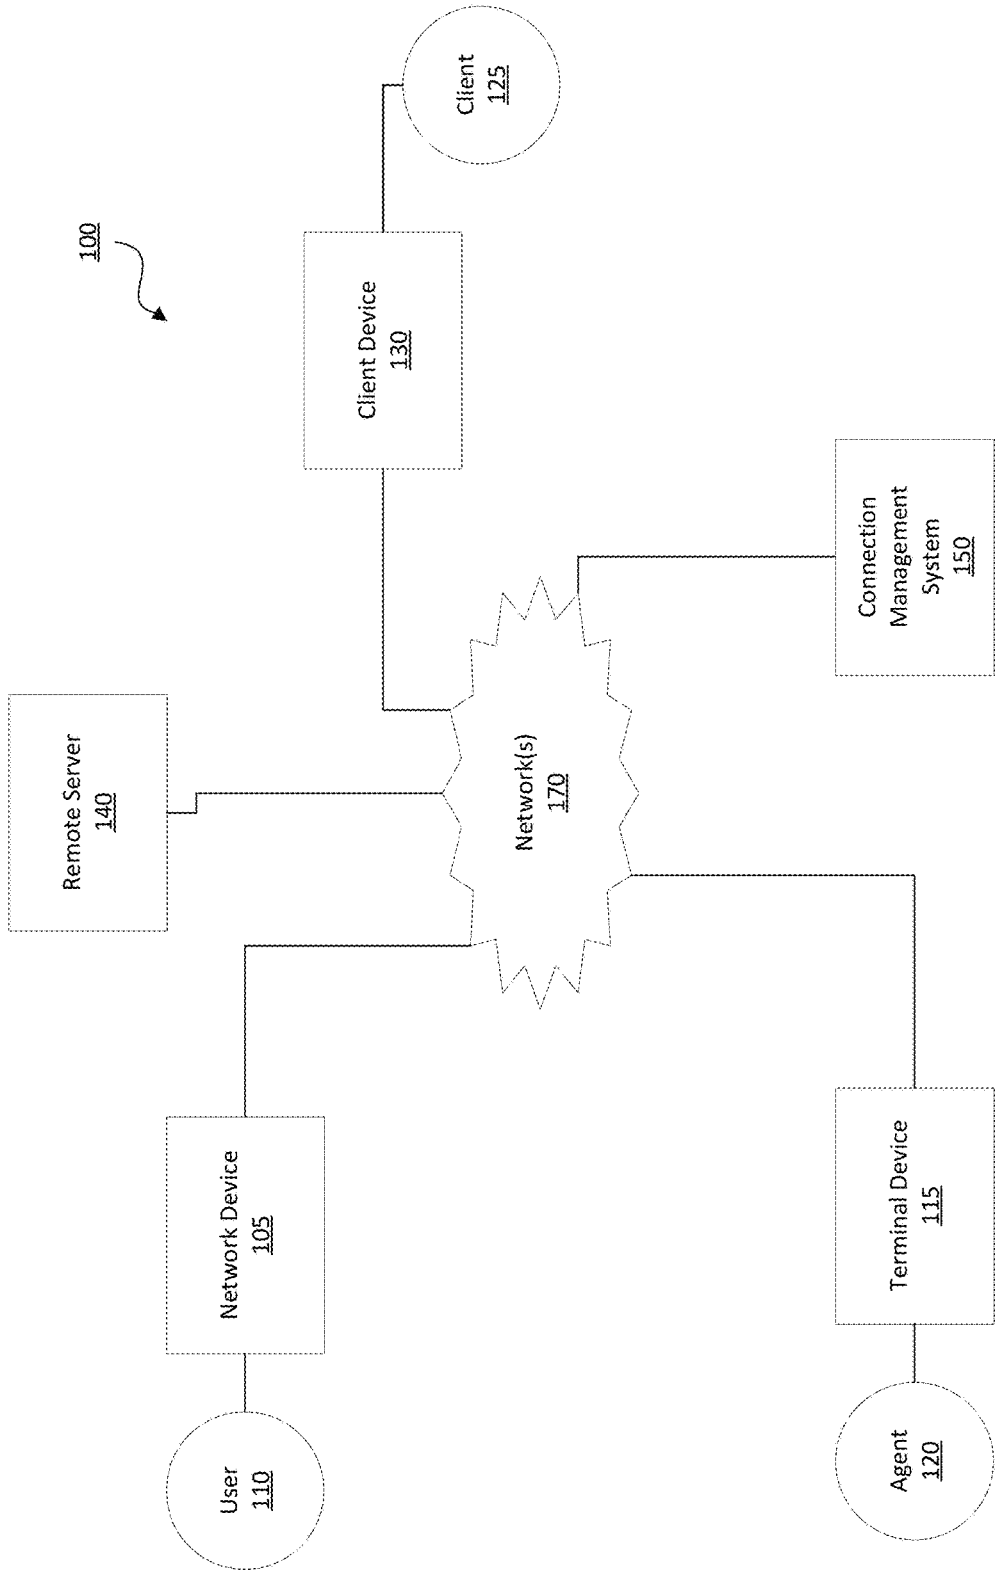 100
User
110
Network Device
105
Remote Server
140
Client Device
130
Client
125
Network(s)
170
Agent
120
Terminal Device
115
Connection
Management
System
150